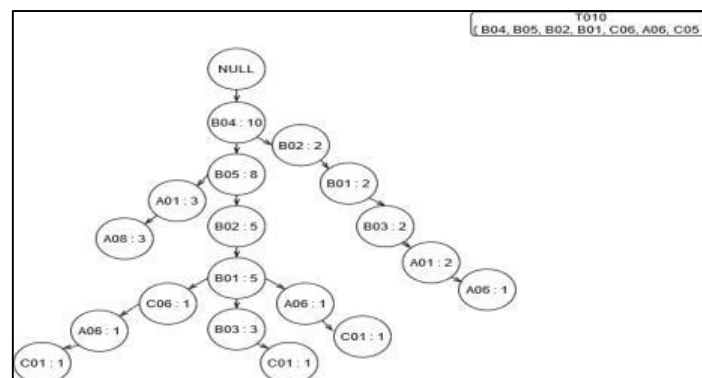 T010
( B04, B05, B02, B01, C06, A06, C05
NULL
B04 : 10
B02 : 2
B05 : 8
B01 : 2
A01 : 3
B02 : 5
B03 : 2
A08 : 3
A01 : 2
B01 : 5
A06 : 1
C06 : 1
A06 : 1
B03 : 3
A06 : 1
C01 : 1
C01 : 1
C01 : 1